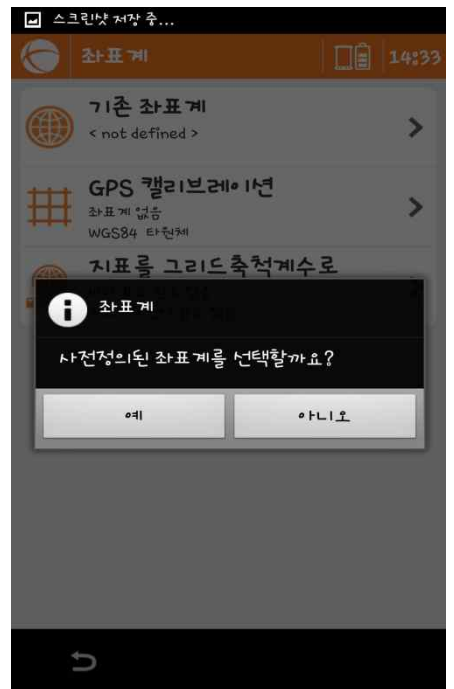 스크린샷 저장 중...
좌표계
14:33
기존 좌표계
< not defined >
GPS 캘리브레이션
좌표계 없음
WGS84 타원체
지표를 그리드축척계수로
좌표계
사전정의된 좌표계를 선택할까요?
예
아니오